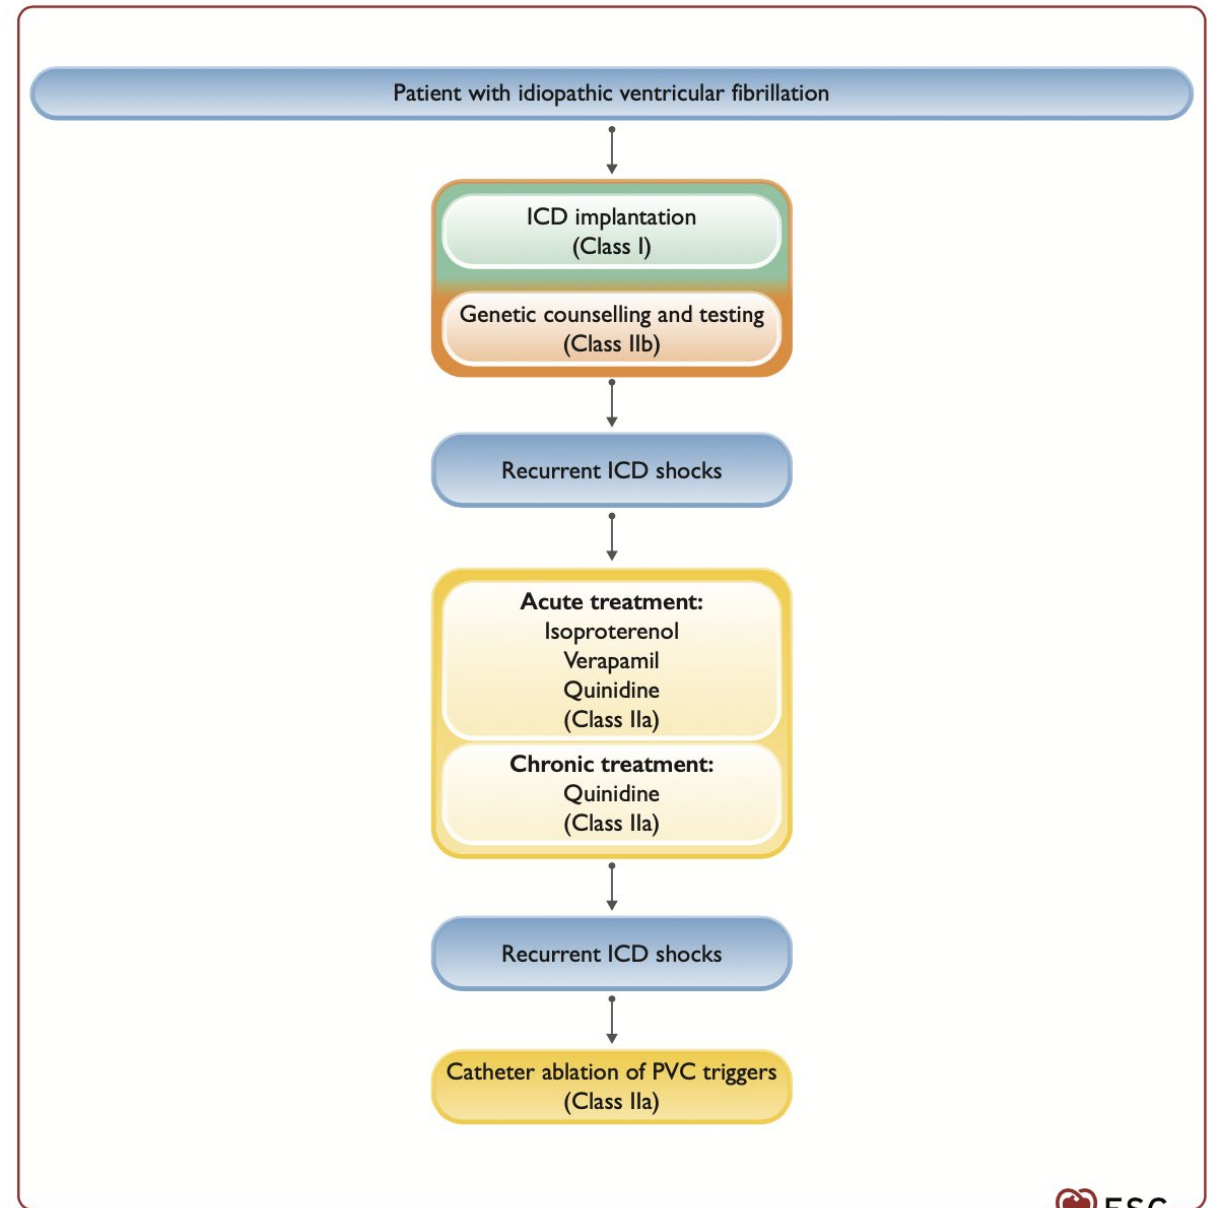 Patient with idiopathic ventricular fibrillation
ICD implantation
(Class I)
Genetic counselling and testing
(Class IIb)
Recurrent ICD shocks
Acute treatment:
Isoproterenol
Verapamil
Quinidine
(Class IIa)
Chronic treatment:
Quinidine
(Class IIa)
Recurrent ICD shocks
Catheter ablation of PVC triggers
(Class IIa)
ESC